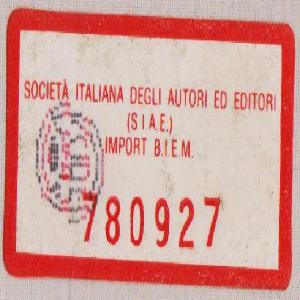 SOCIETÀ ITALIANA DEGLI AUTORI ED EDITORI
(S I A.E.)
IMPORT B.I.E.M.
780927